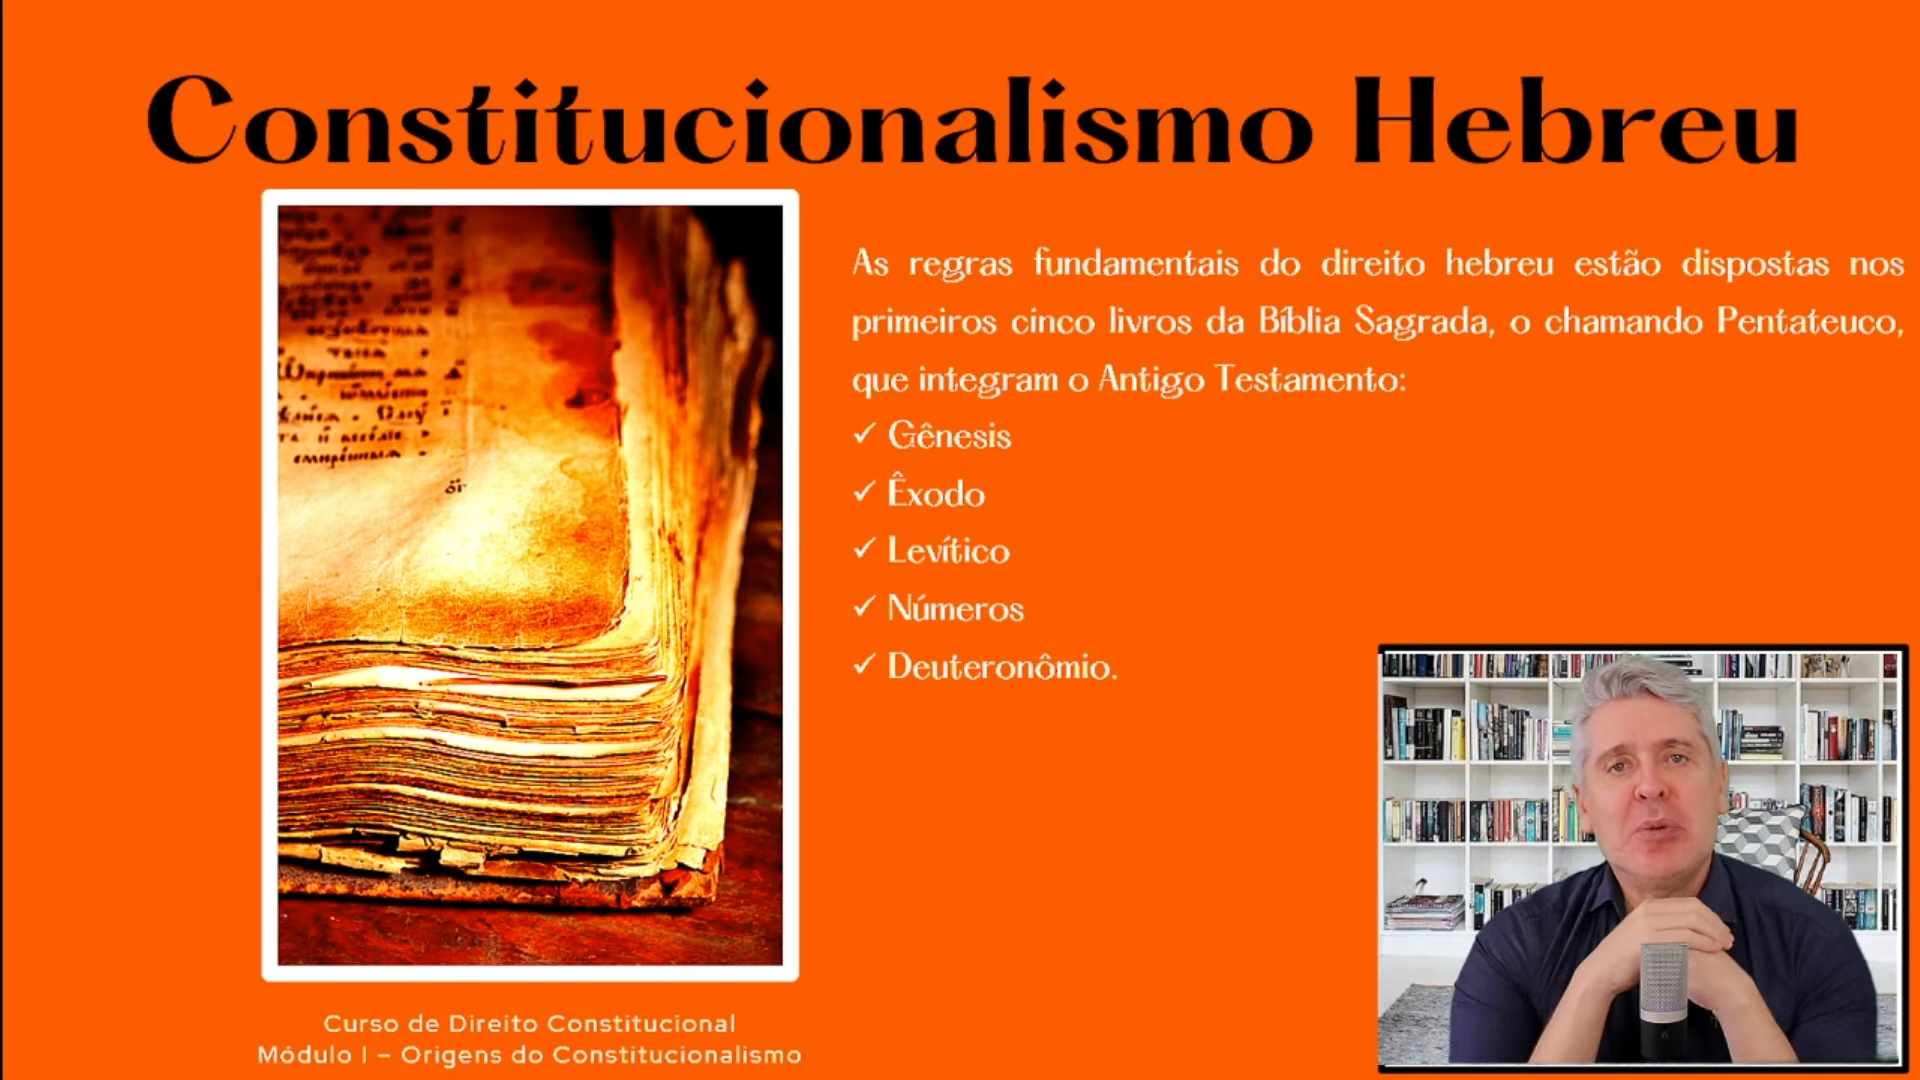 Constitucionalismo Hebreu
As regras fundamentais do direito hebreu estão dispostas nos
primeiros cinco livros da Bíblia Sagrada, o chamando Pentateuco,
que integram o Antigo Testamento:
✓ Gênesis
✓ Êxodo
✓ Levítico
✓ Números
✓ Deuteronômio.
Curso de Direito Constitucional
Módulo I – Origens do Constitucionalismo